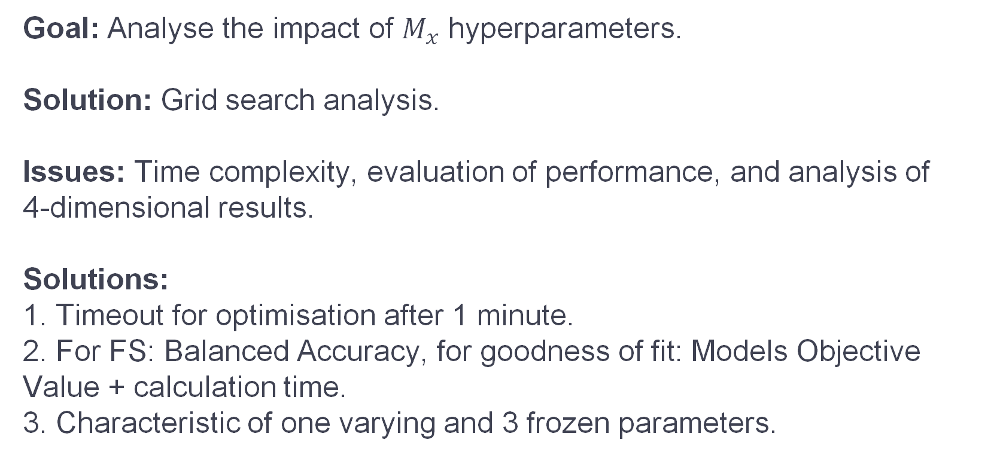 Goal: Analyse the impact of Mₓ hyperparameters.
Solution: Grid search analysis.
Issues: Time complexity, evaluation of performance, and analysis of
4-dimensional results.
Solutions:
1. Timeout for optimisation after 1 minute.
2. For FS: Balanced Accuracy, for goodness of fit: Models Objective
Value + calculation time.
3. Characteristic of one varying and 3 frozen parameters.